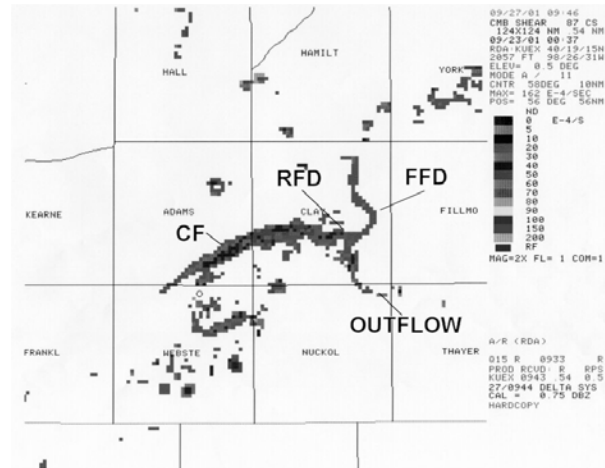 09/27/01 09:46
CMB SHEAR 87 CS
124X124 NM .54 NM
09/23/01 00:37
RDA:KUEX 40/19/15N
2057 FT 98/26/31W
ELEV= 0.5 DEG
MODE A / 11
CNTR 58DEG 10NM
MAX= 162 E-4/SEC
POS= 56 DEG 56NM
ND
0 E-4/S
5
10
20
30
40
50
60
70
80
90
100
150
200
RF
MAG=2X FL= 1 COM=1
HALL
HAMILT
YORK
RFD
FFD
KEARNE
ADAMS
CLAY
FILLMO
CF
OUTFLOW
FRANKL
WEBSTE
NUCKOL
THAYER
A/R (RDA)
Q15 R 0933 R
PROD RCVD: R RPS
KUEX 0943 .54 0.5
27/0944 DELTA SYS
CAL = 0.75 DBZ
HARDCOPY